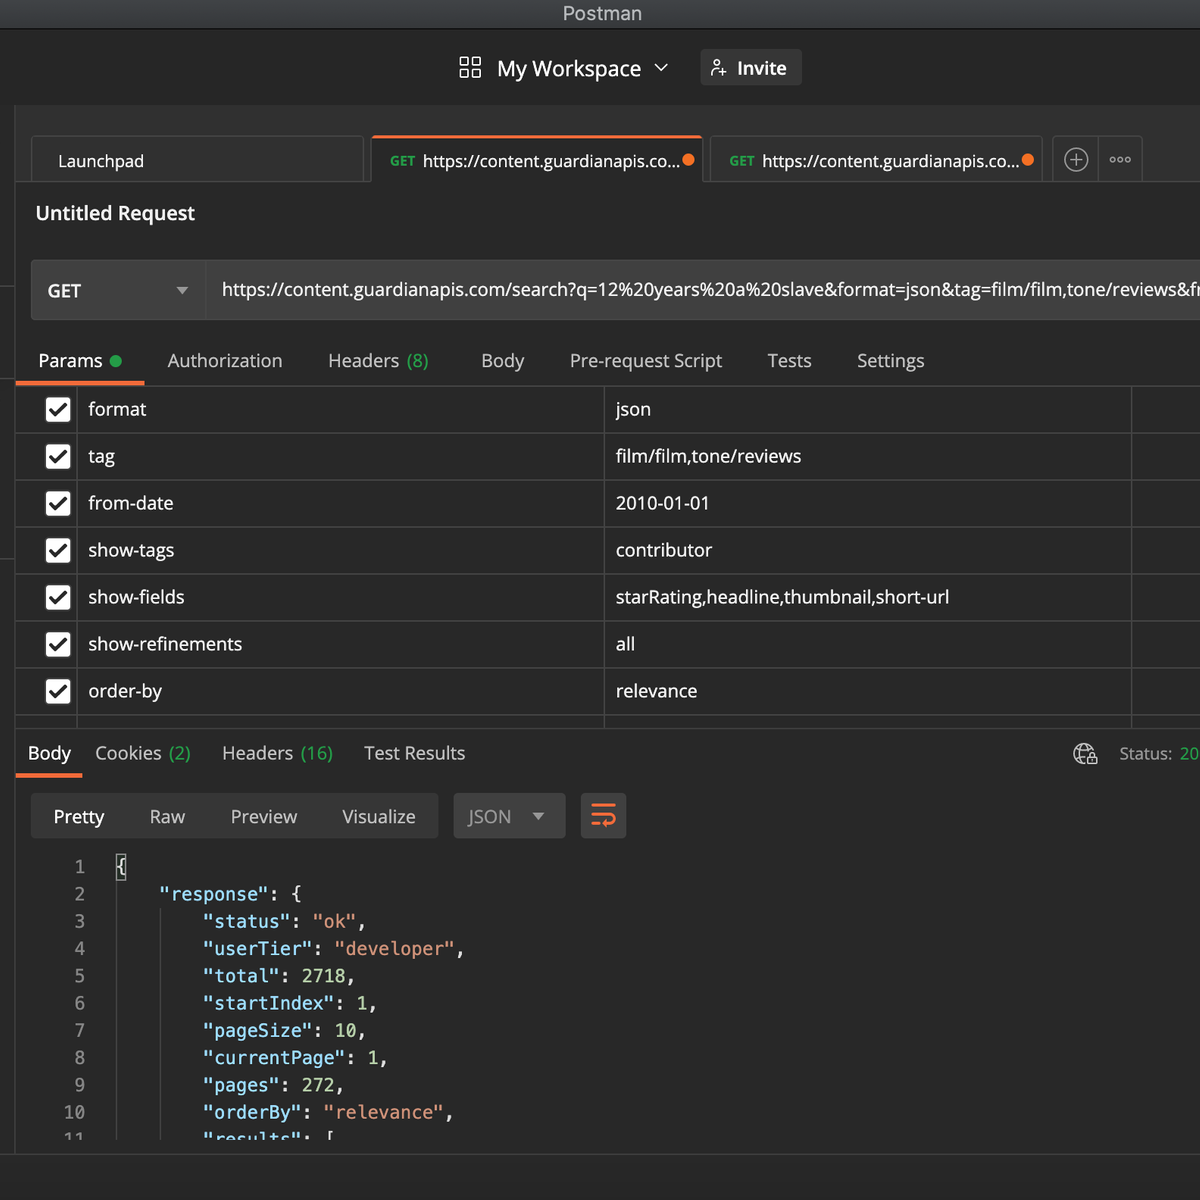 Postman
My Workspace Invite
Launchpad GET https://content.guardianapis.co... GET https://content.guardianapis.co...
Untitled Request
GET https://content.guardianapis.com/search?q=12%20years%20a%20slave&format=json&tag=film/film,tone/reviews&fr
Params Authorization Headers (8) Body Pre-request Script Tests Settings
format json
tag film/film,tone/reviews
from-date 2010-01-01
show-tags contributor
show-fields starRating,headline,thumbnail,short-url
show-refinements all
order-by relevance
Body Cookies (2) Headers (16) Test Results Status: 20
Pretty Raw Preview Visualize JSON
1 {
2 "response": {
3 "status": "ok",
4 "userTier": "developer",
5 "total": 2718,
6 "startIndex": 1,
7 "pageSize": 10,
8 "currentPage": 1,
9 "pages": 272,
10 "orderBy": "relevance",
11 "results": [